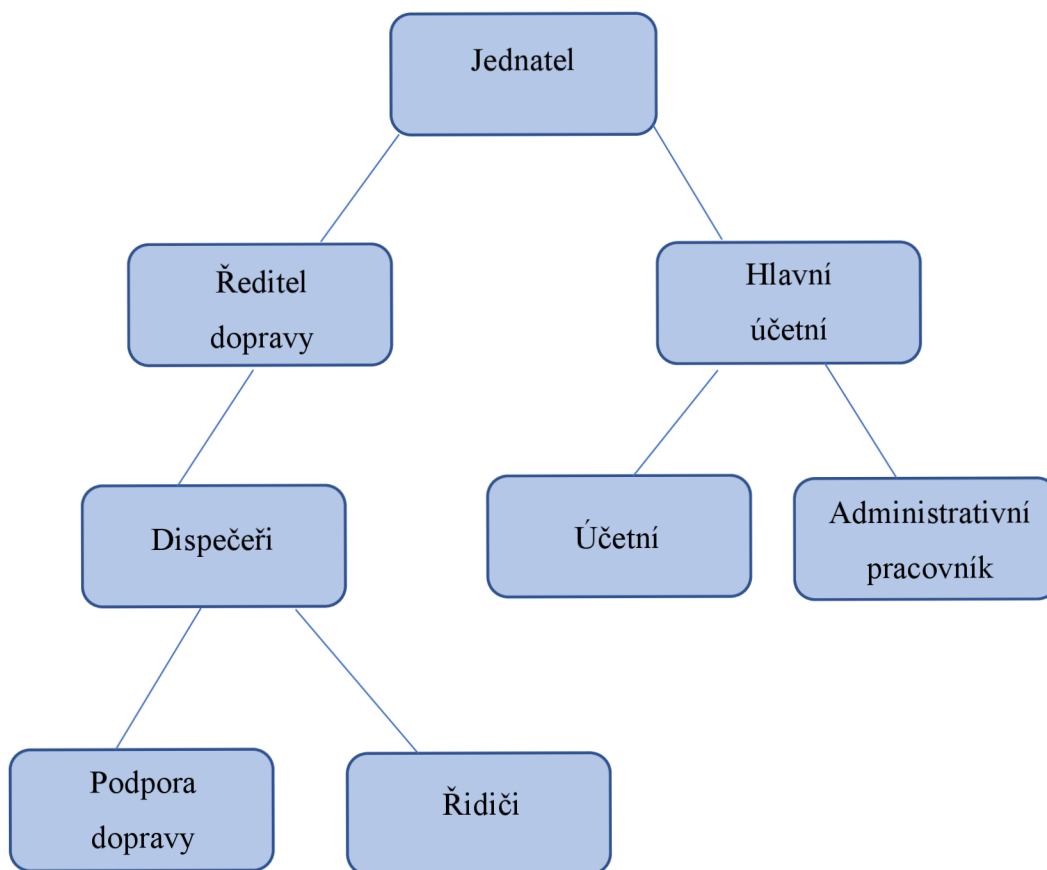 Jednatel
Ředitel
dopravy
Hlavní
účetní
Dispečeři
Účetní
Administrativní
pracovník
Podpora
dopravy
Řidiči